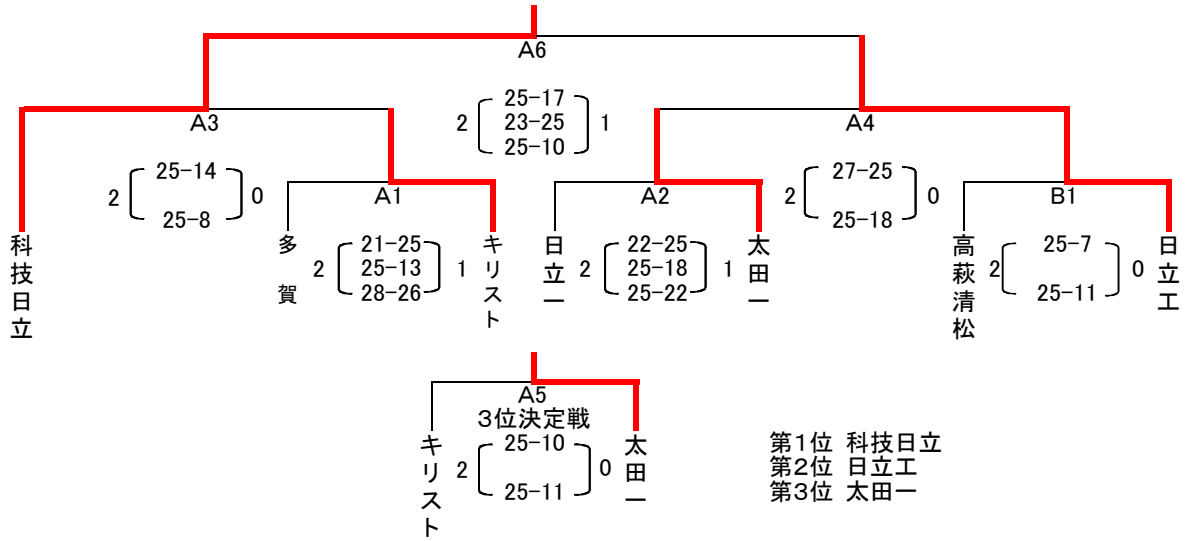 A6
25-17
2 23-25 1
25-10
A3
25-14
2 0
25-8
A4
27-25
2 0
25-18
A1
21-25
2 25-13 1
28-26
A2
22-25
2 25-18 1
25-22
B1
25-7
2 0
25-11
科技日立
多賀
キリスト
日立一
太田一
高萩清松
日立工
A5
3位決定戦
25-10
2 0
25-11
キリスト
太田一
第1位 科技日立
第2位 日立工
第3位 太田一